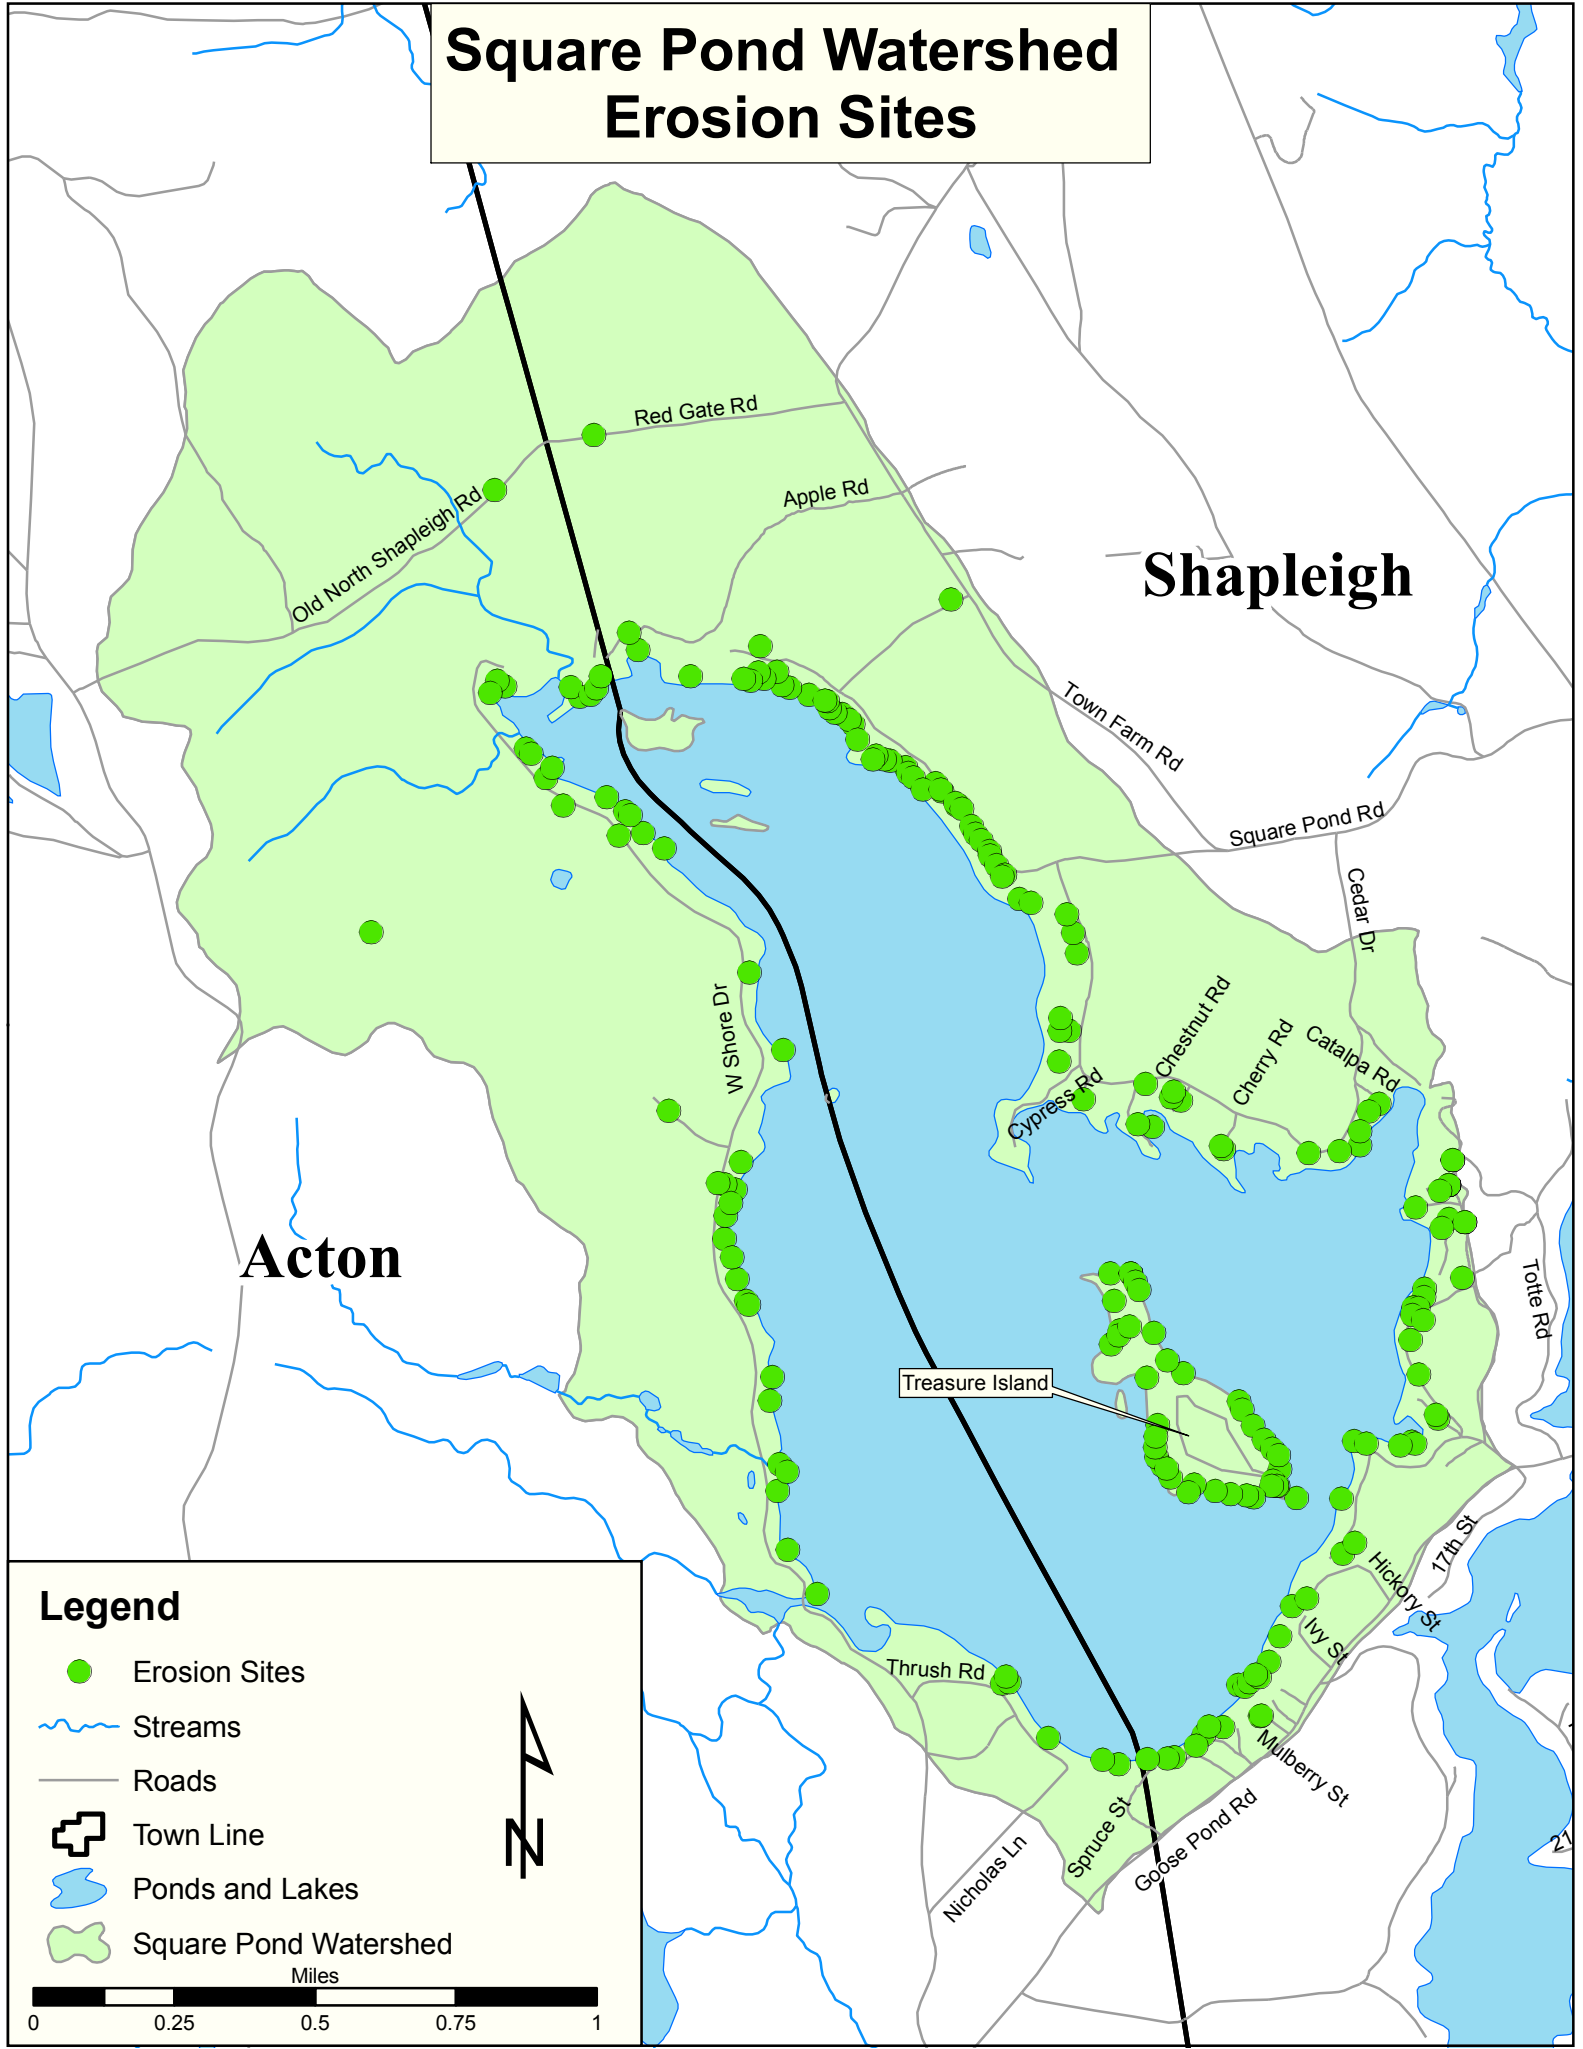 Square Pond Watershed
Erosion Sites
Red Gate Rd
Apple Rd
Old North Shapleigh Rd
Shapleigh
Town Farm Rd
Square Pond Rd
Cedar Dr
W Shore Dr
Chestnut Rd
Cherry Rd
Catalpa Rd
Cypress Rd
Acton
Totte Rd
Treasure Island
17th St
Hickory St
Ivy St
Thrush Rd
Mulberry St
Spruce St
Goose Pond Rd
Nicholas Ln
21
Legend
Erosion Sites
Streams
Roads
Town Line
Ponds and Lakes
Square Pond Watershed
N
Miles
0 0.25 0.5 0.75 1